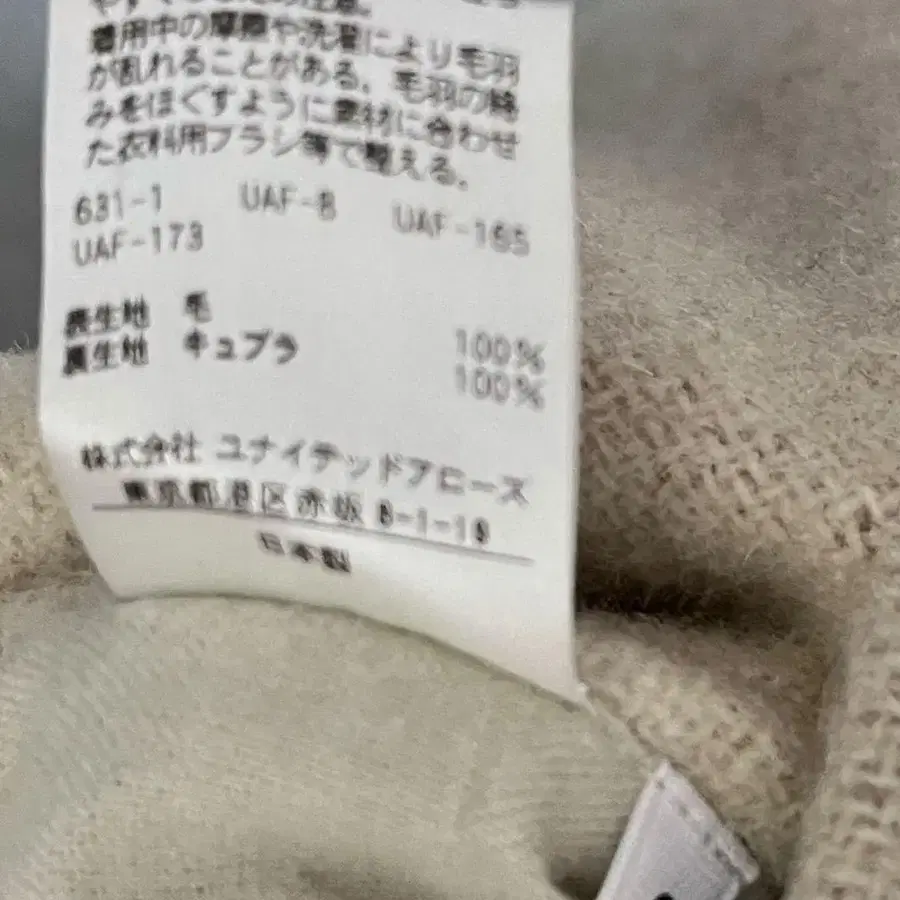 着用中の摩擦や洗濯により毛羽
が乱れることがある。毛羽の絡
みをほぐすように素材に合わせ
た衣料用ブラシ等で整える。
631-1 UAF-8 UAF-165
UAF-173
表生地 毛 100%
裏生地 キュプラ 100%
株式会社 ユナイテッドアローズ
東京都港区赤坂 8-1-19
日本製